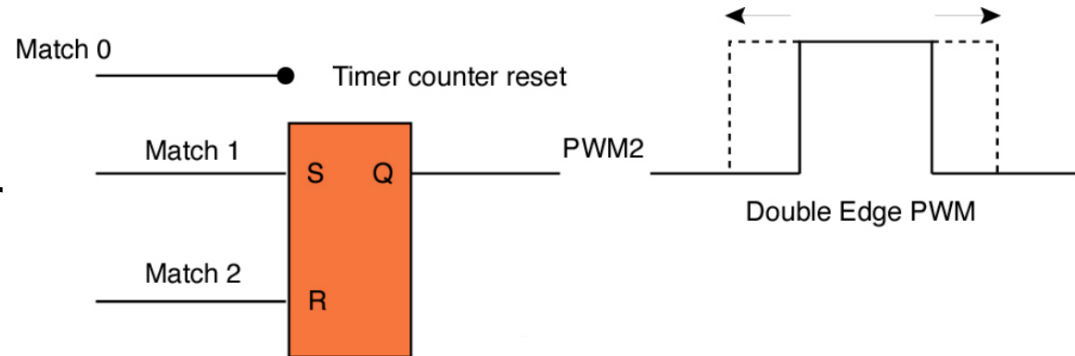 Match 0
Timer counter reset
Match 1
S Q
PWM2
Double Edge PWM
Match 2
R